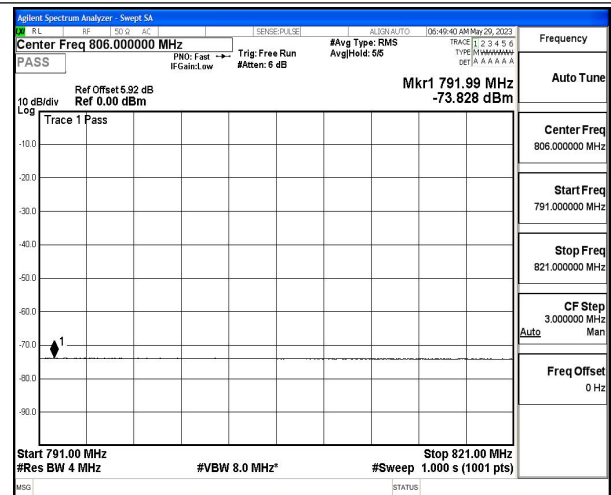 Agilent Spectrum Analyzer - Swept SA
RL RF 50 Ω AC SENSE:PULSE ALIGN AUTO 06:49:40 AM May 29, 2023
Center Freq 806.000000 MHz #Avg Type: RMS TRACE 1 2 3 4 5 6
PASS PNO: Fast Trig: Free Run Avg|Hold: 5/5 TYPE M WWWWW
IFGain:Low #Atten: 6 dB DET A A A A A A
Mkr1 791.99 MHz
Ref Offset 5.92 dB
10 dB/div Ref 0.00 dBm -73.828 dBm
Log
Trace 1 Pass
-10.0
-20.0
-30.0
-40.0
-50.0
-60.0
-70.0
1
-80.0
-90.0
Start 791.00 MHz Stop 821.00 MHz
#Res BW 4 MHz #VBW 8.0 MHz* #Sweep 1.000 s (1001 pts)
MSG STATUS
Frequency
Auto Tune
Center Freq
806.000000 MHz
Start Freq
791.000000 MHz
Stop Freq
821.000000 MHz
CF Step
3.000000 MHz
Auto Man
Freq Offset
0 Hz